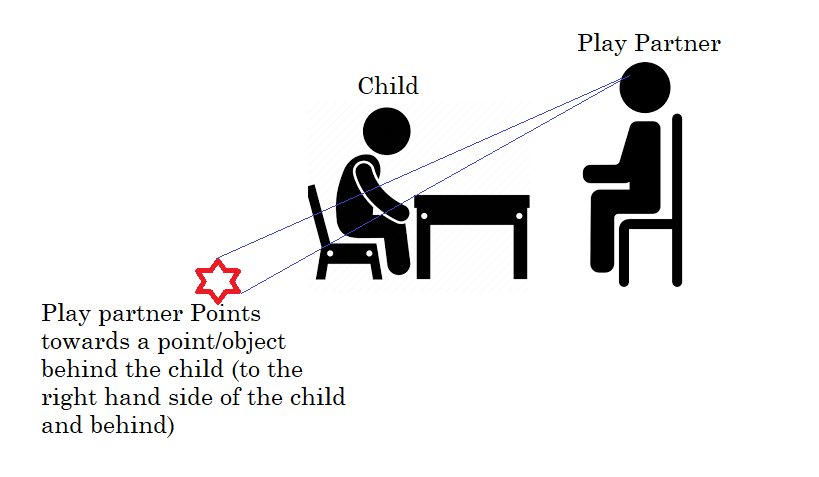 Play Partner
Child
Play partner Points
towards a point/object
behind the child (to the
right hand side of the child
and behind)